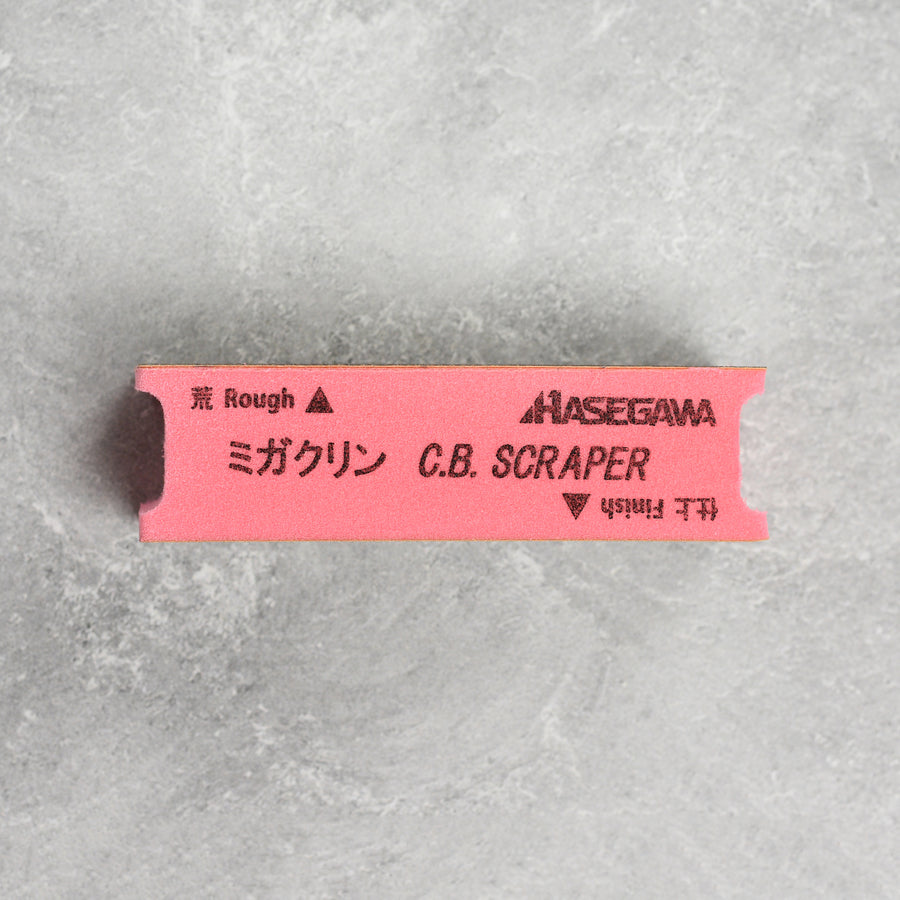 荒 Rough ▲
HASEGAWA
ミガクリン C.B. SCRAPER
仕上 Finish ▲